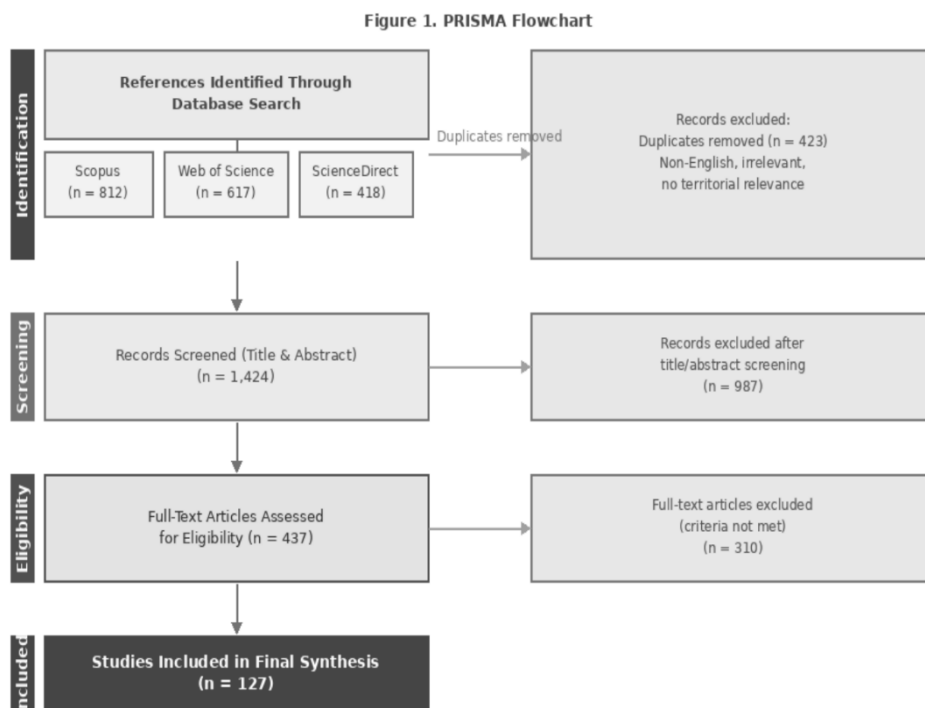 Figure 1. PRISMA Flowchart
Identification
References Identified Through
Database Search
Scopus
(n = 812)
Web of Science
(n = 617)
ScienceDirect
(n = 418)
Duplicates removed
Records excluded:
Duplicates removed (n = 423)
Non-English, irrelevant,
no territorial relevance
Screening
Records Screened (Title & Abstract)
(n = 1,424)
Records excluded after
title/abstract screening
(n = 987)
Eligibility
Full-Text Articles Assessed
for Eligibility (n = 437)
Full-text articles excluded
(criteria not met)
(n = 310)
Included
Studies Included in Final Synthesis
(n = 127)